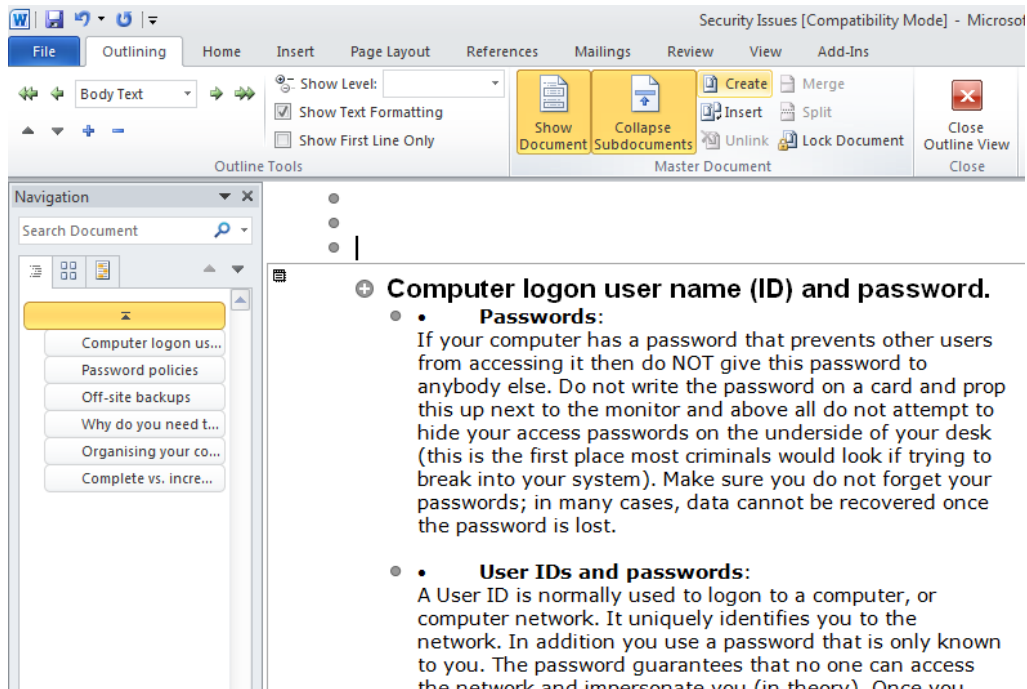 Security Issues [Compatibility Mode] - Microsof
File Outlining Home Insert Page Layout References Mailings Review View Add-Ins
Body Text
Show Level:
Show Text Formatting
Show First Line Only
Outline Tools
Show Document
Collapse Subdocuments
Create
Insert
Unlink
Merge
Split
Lock Document
Master Document
Close Outline View
Close
Navigation
Search Document
Computer logon us...
Password policies
Off-site backups
Why do you need t...
Organising your co...
Complete vs. incre...
Computer logon user name (ID) and password.
• Passwords:
If your computer has a password that prevents other users
from accessing it then do NOT give this password to
anybody else. Do not write the password on a card and prop
this up next to the monitor and above all do not attempt to
hide your access passwords on the underside of your desk
(this is the first place most criminals would look if trying to
break into your system). Make sure you do not forget your
passwords; in many cases, data cannot be recovered once
the password is lost.
• User IDs and passwords:
A User ID is normally used to logon to a computer, or
computer network. It uniquely identifies you to the
network. In addition you use a password that is only known
to you. The password guarantees that no one can access
the network and impersonate you (in theory). Once you